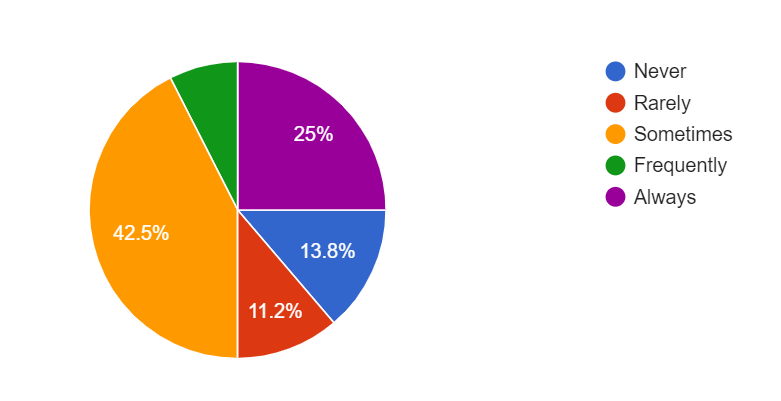 25%
13.8%
11.2%
42.5%
Never
Rarely
Sometimes
Frequently
Always